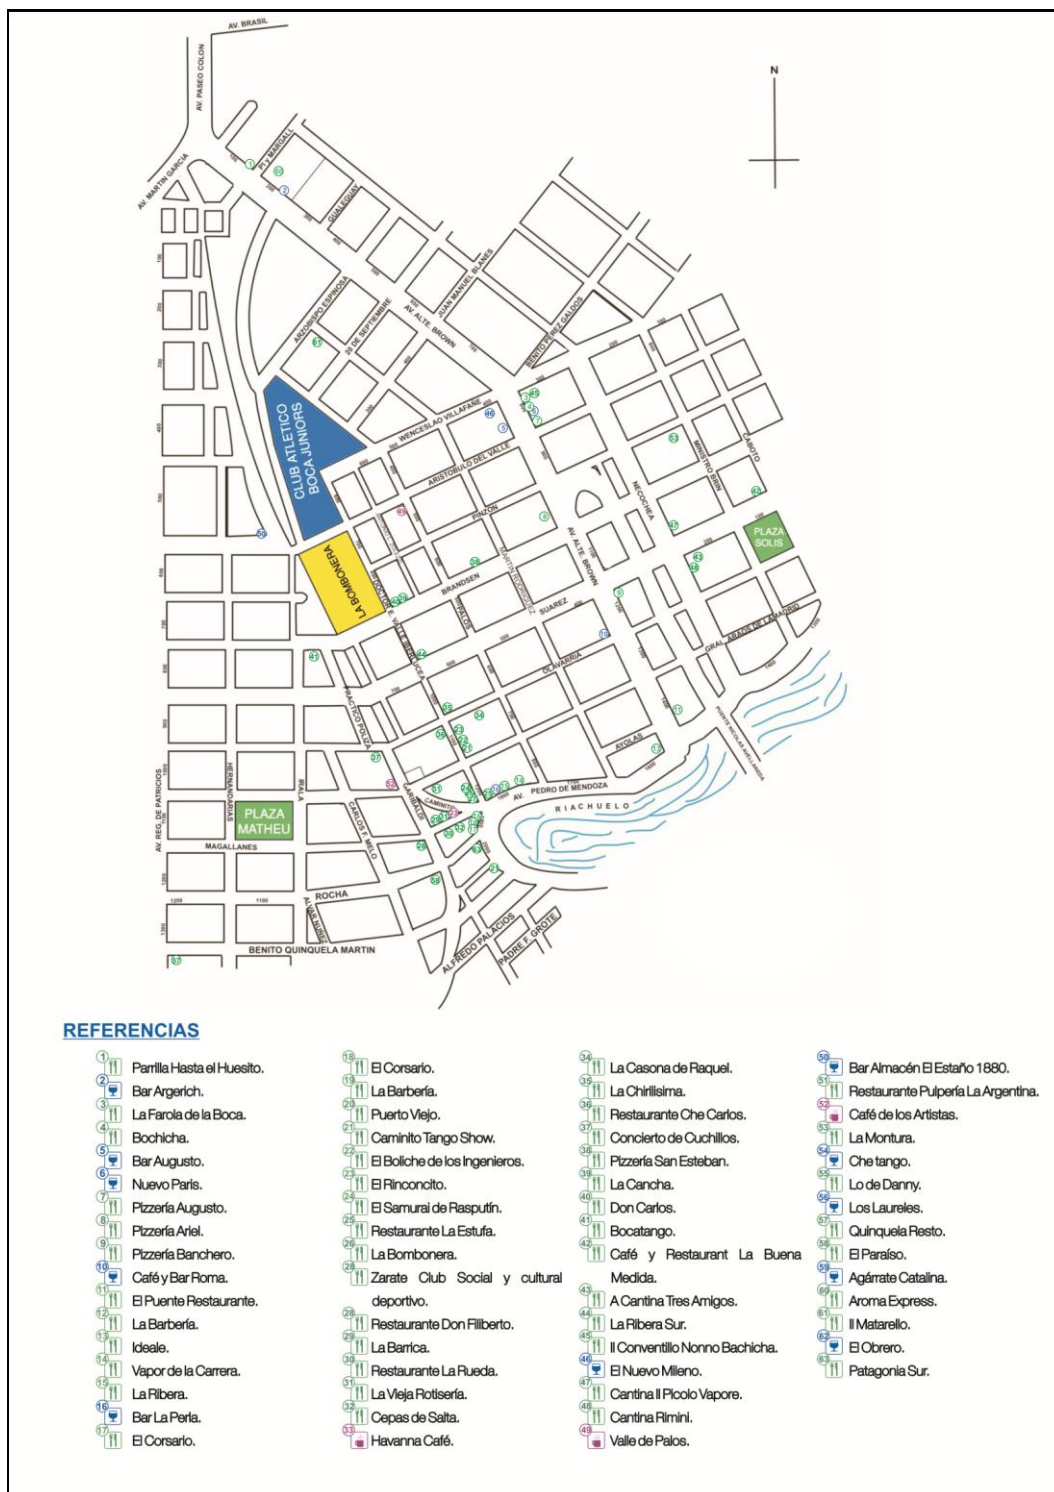 AV. BRASIL
AV. PASEO COLON
N
AV. MARTIN GARCIA
PI y MARGALL
GUALEGUAY
JUAN MANUEL BLANES
ARZOBISPO ESPINOSA
20 DE SEPTIEMBRE
AV. ALTE. BROWN
BENITO PEREZ GALDOS
WENCESLAO VILLAFAÑE
CLUB ATLETICO
BOCA JUNIORS
ARISTOBULO DEL VALLE
MINISTRO BRIN
CABOTO
NECOCHEA
PINZON
PLAZA
SOLIS
AV. ALTE. BROWN
MARTIN RODRIGUEZ
LA BOMBONERA
BRANDSEN
DOCTOR E. VALLE IBERLUCEA
PALOS
SUAREZ
GRAL. ARAOS DE LAMADRID
OLAVARRIA
PRACTICO POLIZA
PUENTE NICOLAS AVELLANEDA
AYOLAS
AV. REG. DE PATRICIOS
HERNANDARIAS
IRALA
GARIBALDI
CAMINITO
AV. PEDRO DE MENDOZA
RIACHUELO
PLAZA
MATHEU
CARLOS F. MELO
MAGALLANES
ROCHA
ALVAR NUÑEZ
ALFREDO PALACIOS
PADRE F. GROTE
BENITO QUINQUELA MARTIN
REFERENCIAS
1 Parrilla Hasta el Huesito.
2 Bar Argerich.
3 La Farola de la Boca.
4 Bochicha.
5 Bar Augusto.
6 Nuevo Paris.
7 Pizzería Augusto.
8 Pizzería Ariel.
9 Pizzería Banchero.
10 Café y Bar Roma.
11 El Puente Restaurante.
12 La Barbería.
13 Ideale.
14 Vapor de la Carrera.
15 La Ribera.
16 Bar La Perla.
17 El Corsario.
18 El Corsario.
19 La Barbería.
20 Puerto Viejo.
21 Caminito Tango Show.
22 El Boliche de los Ingenieros.
23 El Rinconcito.
24 El Samurai de Rasputín.
25 Restaurante La Estufa.
26 La Bombonera.
28 Zarate Club Social y cultural
deportivo.
28 Restaurante Don Filiberto.
29 La Barrica.
30 Restaurante La Rueda.
31 La Vieja Rotisería.
32 Cepas de Salta.
33 Havanna Café.
34 La Casona de Raquel.
35 La Chirilisima.
36 Restaurante Che Carlos.
37 Concierto de Cuchillos.
38 Pizzería San Esteban.
39 La Cancha.
40 Don Carlos.
41 Bocatango.
42 Café y Restaurant La Buena
Medida.
43 A Cantina Tres Amigos.
44 La Ribera Sur.
45 Il Conventillo Nonno Bachicha.
46 El Nuevo Mileno.
47 Cantina Il Picolo Vapore.
48 Cantina Rimini.
49 Valle de Palos.
50 Bar Almacén El Estaño 1880.
51 Restaurante Pulpería La Argentina.
52 Café de los Artistas.
53 La Montura.
54 Che tango.
55 Lo de Danny.
56 Los Laureles.
57 Quinquela Resto.
58 El Paraíso.
59 Agárrate Catalina.
60 Aroma Express.
61 Il Matarello.
62 El Obrero.
63 Patagonia Sur.